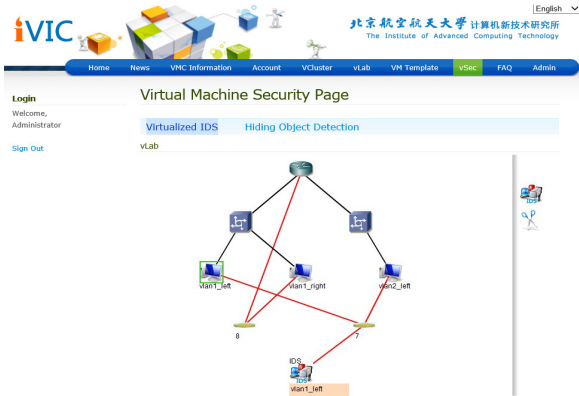 English
iVIC
北京航空航天大学 计算机新技术研究所
The Institute of Advanced Computing Technology
Home News VMC Information Account VCluster vLab VM Template vSec FAQ Admin
Login
Welcome,
Administrator
Sign Out
Virtual Machine Security Page
Virtualized IDS Hiding Object Detection
vLab
IDS
vlan1_left vlan1_right vlan2_left
8 7
IDS
IDS
vlan1_left